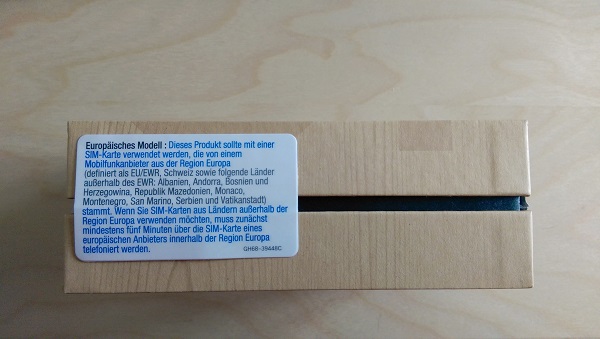 Europäisches Modell : Dieses Produkt sollte mit einer
SIM-Karte verwendet werden, die von einem
Mobilfunkanbieter aus der Region Europa
(definiert als EU/EWR, Schweiz sowie folgende Länder
außerhalb des EWR: Albanien, Andorra, Bosnien und
Herzegowina, Republik Mazedonien, Monaco,
Montenegro, San Marino, Serbien und Vatikanstadt)
stammt. Wenn Sie SIM-Karten aus Ländern außerhalb der
Region Europa verwenden möchten, muss zunächst
mindestens fünf Minuten über die SIM-Karte eines
europäischen Anbieters innerhalb der Region Europa
telefoniert werden.
GH68-39448C